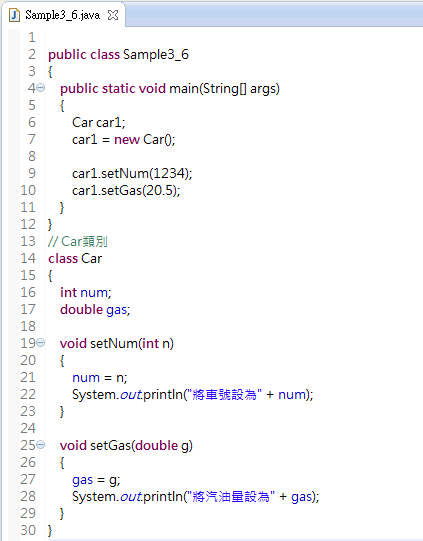 Sample3_6.java
1
2 public class Sample3_6
3 {
4 public static void main(String[] args)
5 {
6 Car car1;
7 car1 = new Car();
8
9 car1.setNum(1234);
10 car1.setGas(20.5);
11 }
12 }
13 // Car類別
14 class Car
15 {
16 int num;
17 double gas;
18
19 void setNum(int n)
20 {
21 num = n;
22 System.out.println("將車號設為" + num);
23 }
24
25 void setGas(double g)
26 {
27 gas = g;
28 System.out.println("將汽油量設為" + gas);
29 }
30 }